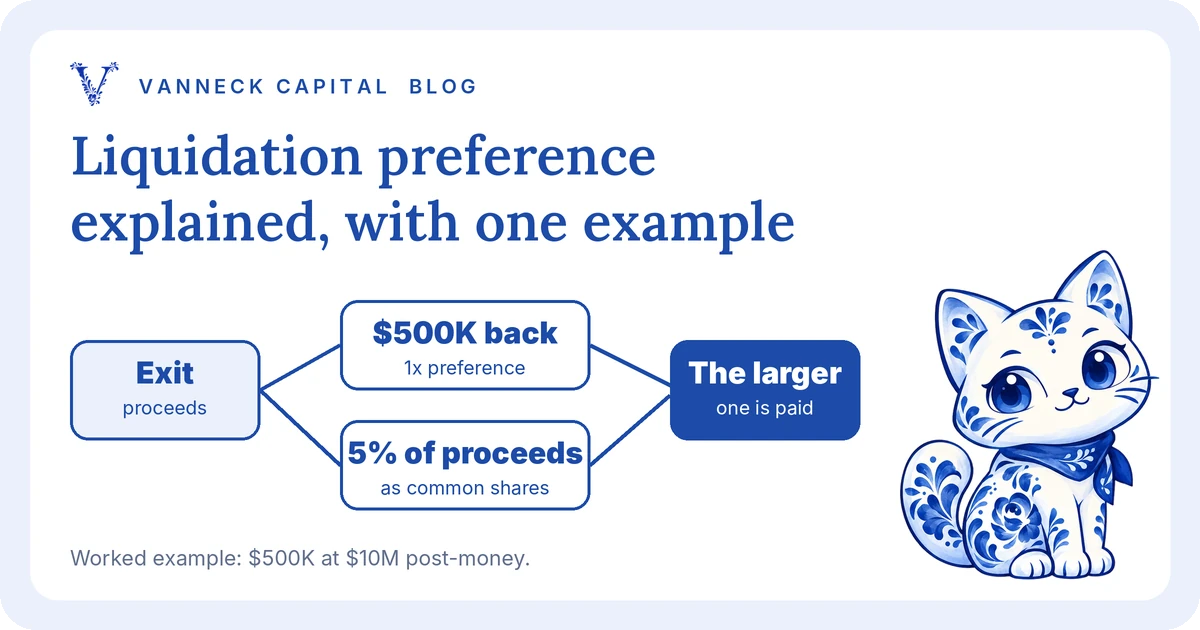 V VANNECK CAPITAL BLOG
Liquidation preference
explained, with one example
Exit
proceeds
$500K back
1x preference
5% of proceeds
as common shares
The larger
one is paid
Worked example: $500K at $10M post-money.